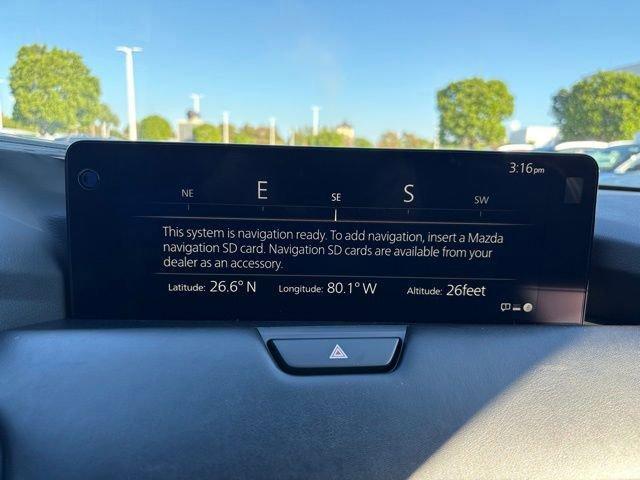 3:16pm
NE E SE S SW
This system is navigation ready. To add navigation, insert a Mazda
navigation SD card. Navigation SD cards are available from your
dealer as an accessory.
Latitude: 26.6° N Longitude: 80.1° W Altitude: 26feet